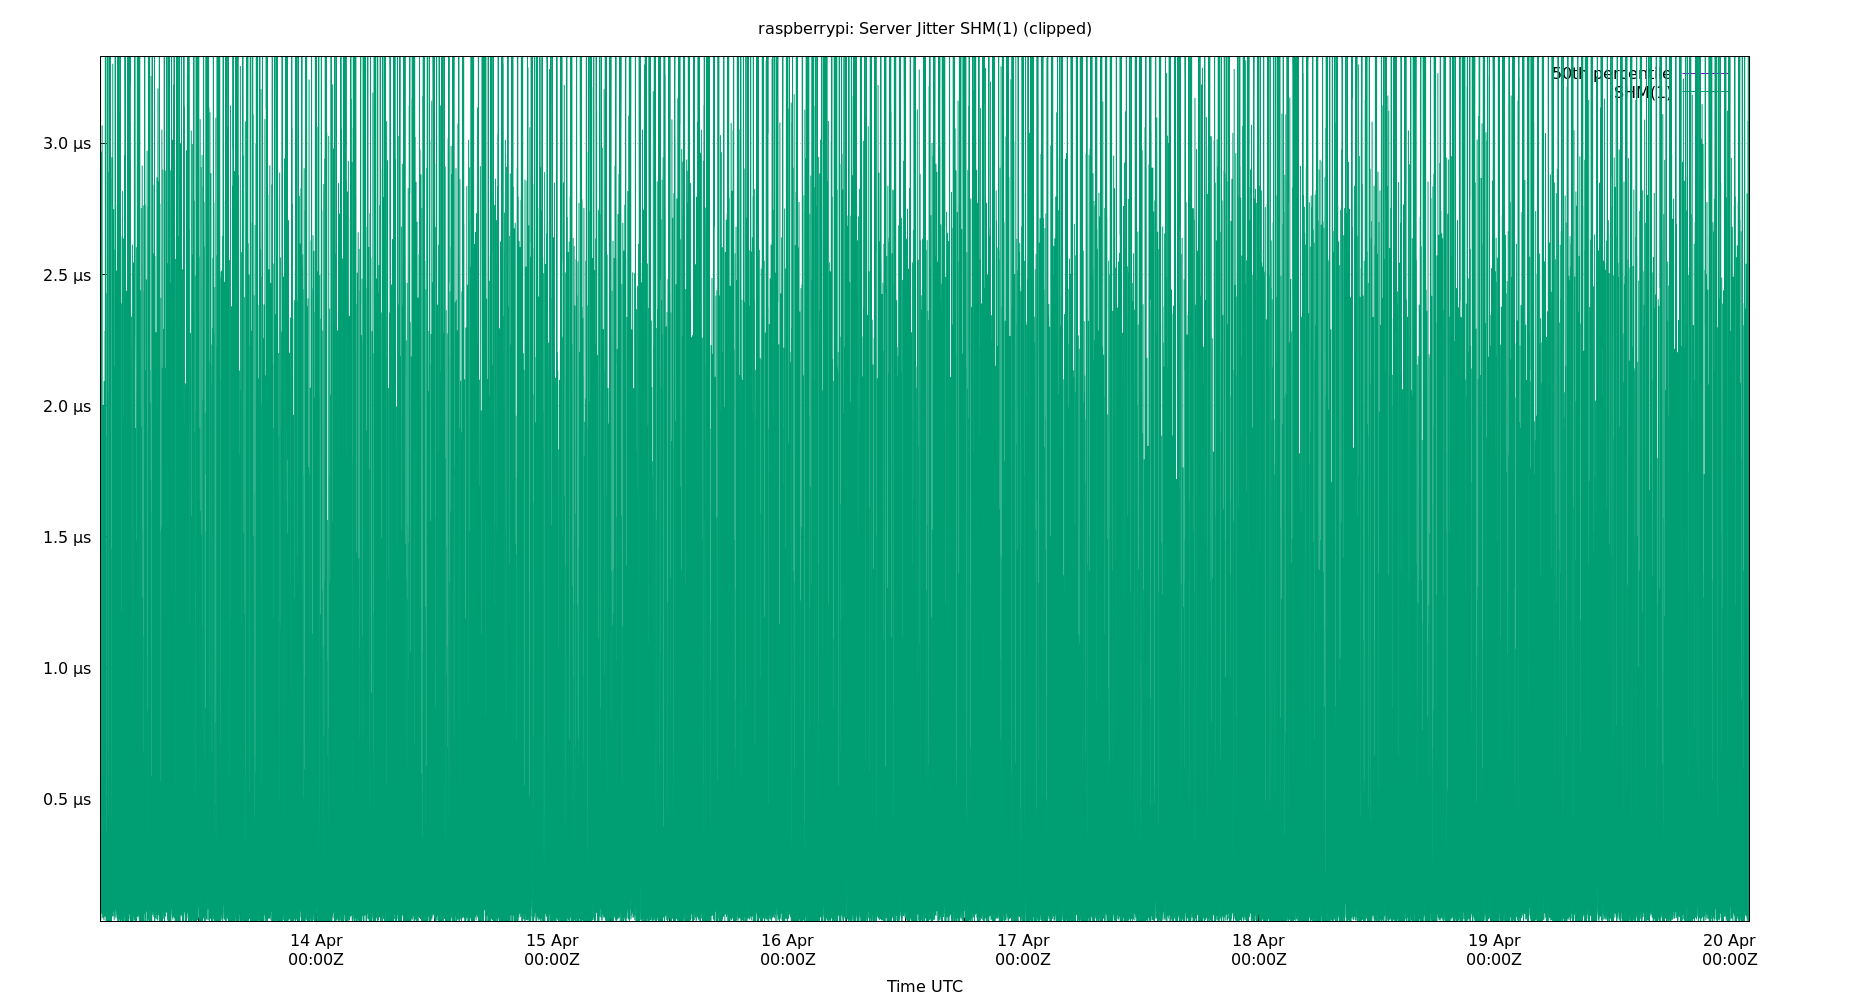 raspberrypi: Server Jitter SHM(1) (clipped)
50th percentile
SHM(1)
3.0 µs
2.5 µs
2.0 µs
1.5 µs
1.0 µs
0.5 µs
14 Apr 15 Apr 16 Apr 17 Apr 18 Apr 19 Apr 20 Apr
00:00Z 00:00Z 00:00Z 00:00Z 00:00Z 00:00Z 00:00Z
Time UTC